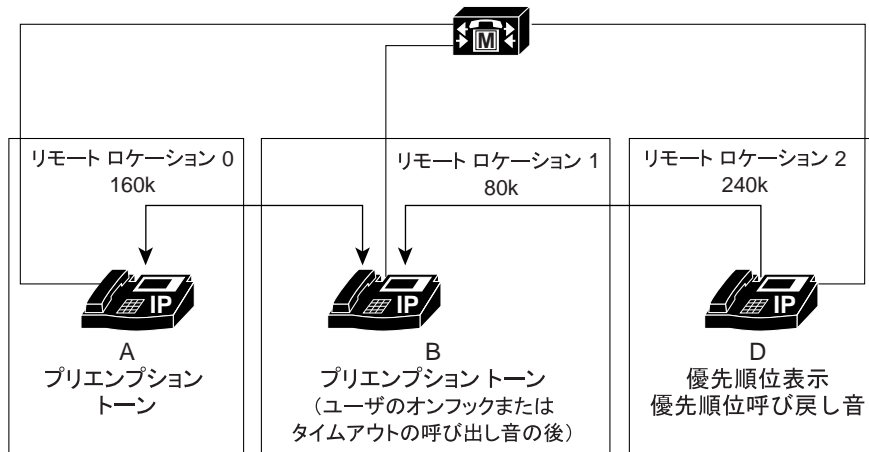 M
リモート ロケーション 0
160k
リモート ロケーション 1
80k
リモート ロケーション 2
240k
IP
IP
IP
A
プリエンプション
トーン
B
プリエンプション トーン
（ユーザのオンフックまたは
タイムアウトの呼び出し音の後）
D
優先順位表示
優先順位呼び戻し音